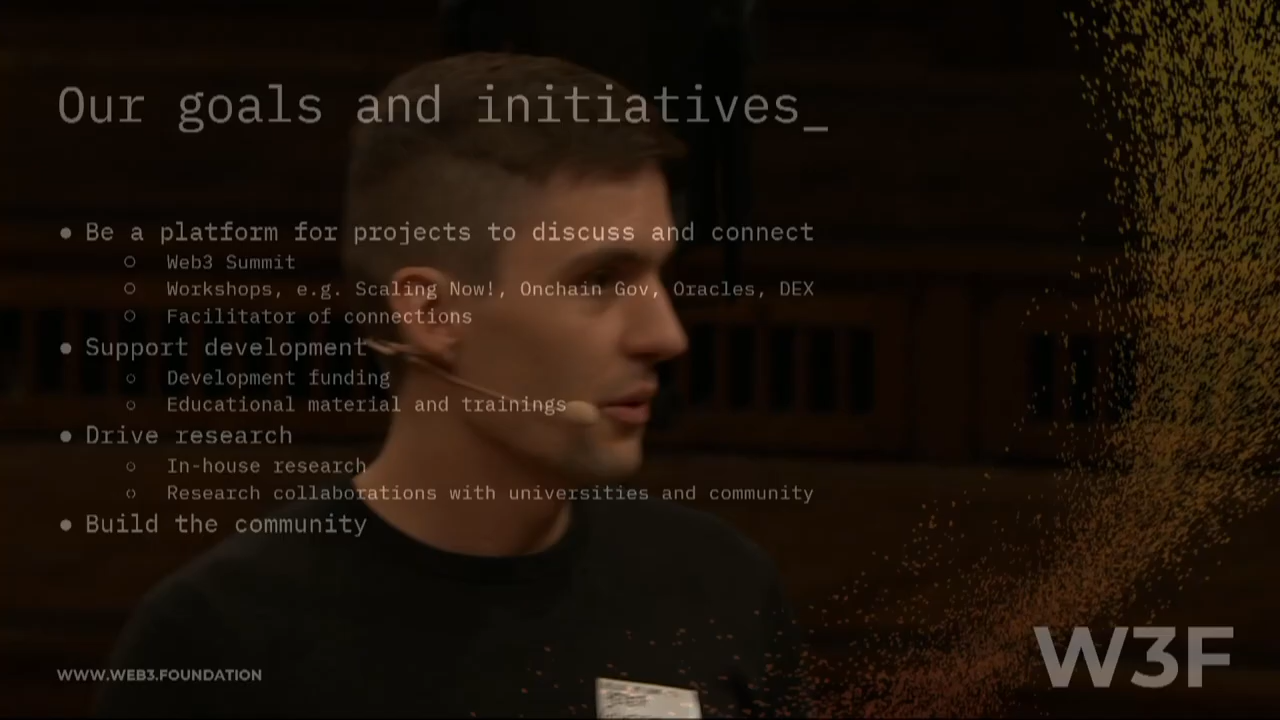 Our goals and initiatives_
● Be a platform for projects to discuss and connect
○ Web3 Summit
○ Workshops, e.g. Scaling Now!, Onchain Gov, Oracles, DEX
○ Facilitator of connections
● Support development
○ Development funding
○ Educational material and trainings
● Drive research
○ In-house research
○ Research collaborations with universities and community
● Build the community
WWW.WEB3.FOUNDATION
W3F